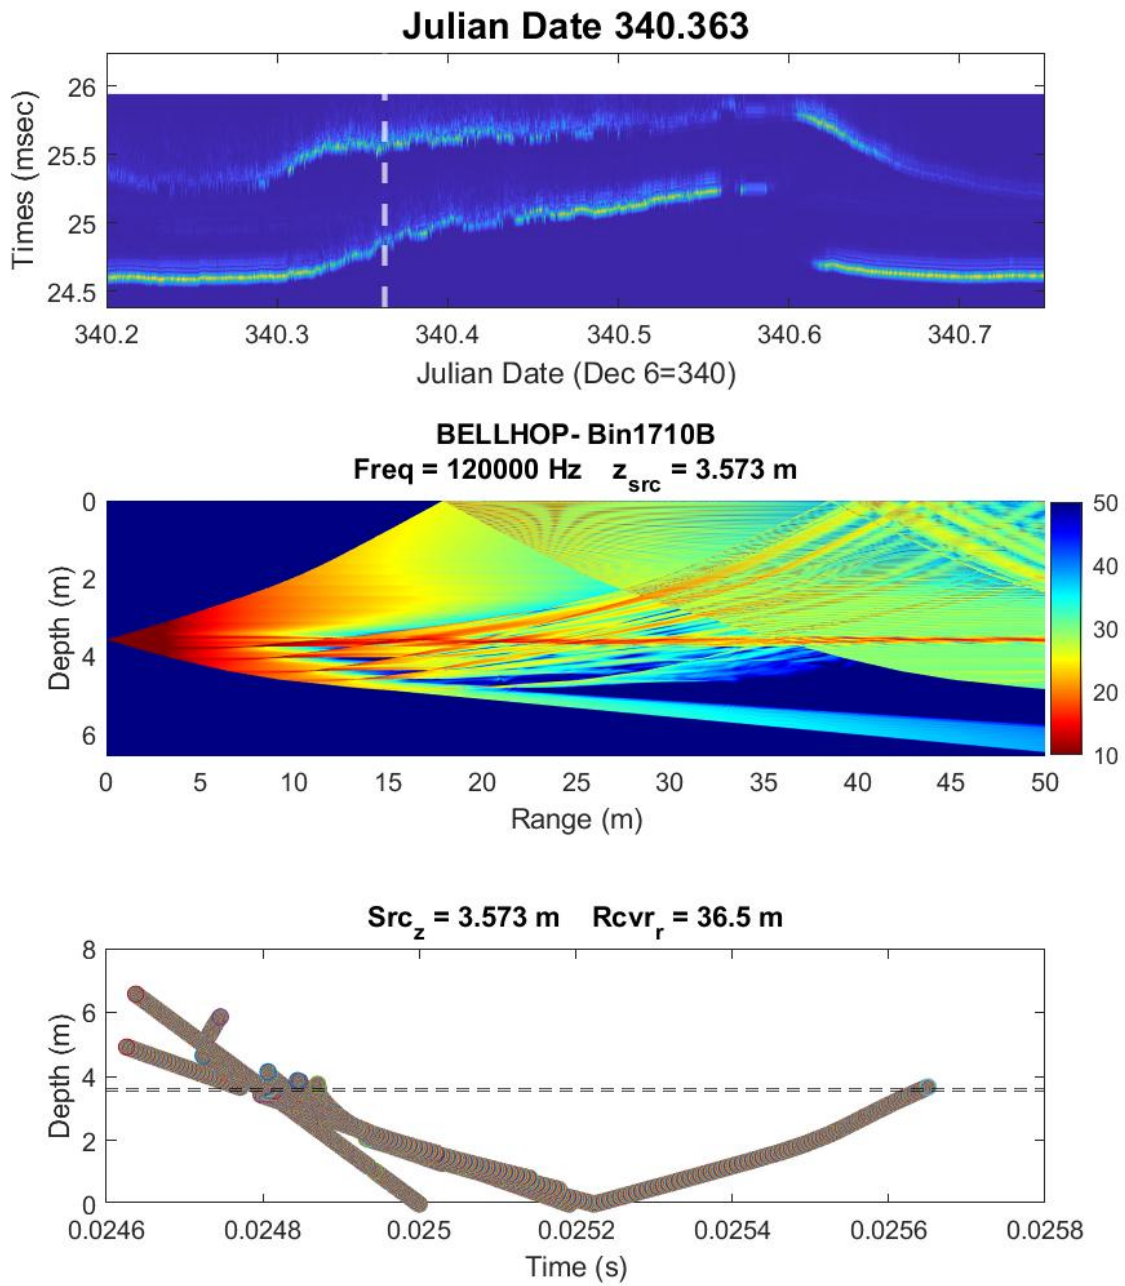 Julian Date 340.363
26
25.5
25
24.5
Times (msec)
340.2 340.3 340.4 340.5 340.6 340.7
Julian Date (Dec 6=340)
BELLHOP- Bin1710B
Freq = 120000 Hz z_src = 3.573 m
0
2
4
6
Depth (m)
50
40
30
20
10
0 5 10 15 20 25 30 35 40 45 50
Range (m)
Src_z = 3.573 m Rcvr_r = 36.5 m
8
6
4
2
0
Depth (m)
0.0246 0.0248 0.025 0.0252 0.0254 0.0256 0.0258
Time (s)